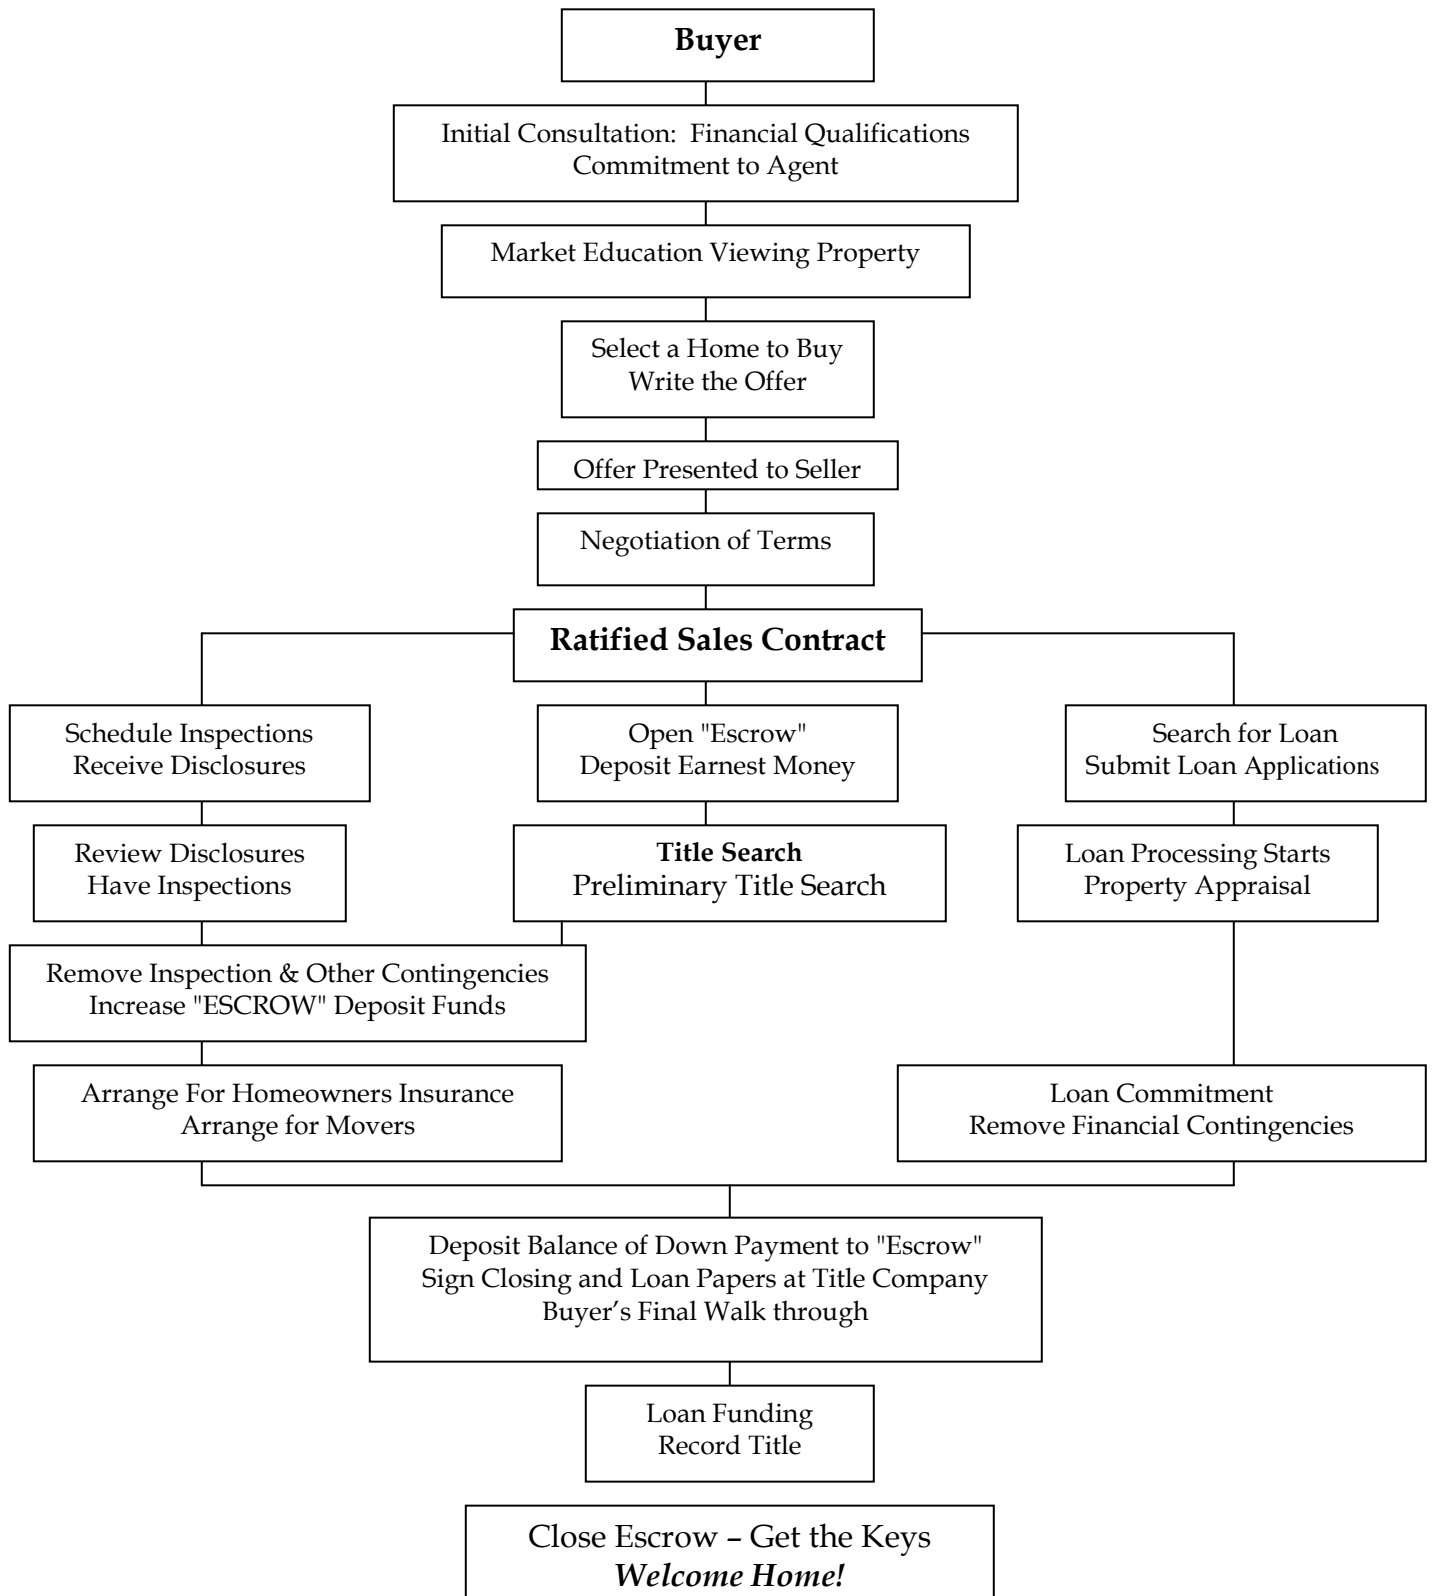 Buyer
Initial Consultation: Financial Qualifications
Commitment to Agent
Market Education Viewing Property
Select a Home to Buy
Write the Offer
Offer Presented to Seller
Negotiation of Terms
Ratified Sales Contract
Schedule Inspections
Receive Disclosures
Open "Escrow"
Deposit Earnest Money
Search for Loan
Submit Loan Applications
Review Disclosures
Have Inspections
Title Search
Preliminary Title Search
Loan Processing Starts
Property Appraisal
Remove Inspection & Other Contingencies
Increase "ESCROW" Deposit Funds
Arrange For Homeowners Insurance
Arrange for Movers
Loan Commitment
Remove Financial Contingencies
Deposit Balance of Down Payment to "Escrow"
Sign Closing and Loan Papers at Title Company
Buyer’s Final Walk through
Loan Funding
Record Title
Close Escrow – Get the Keys
Welcome Home!